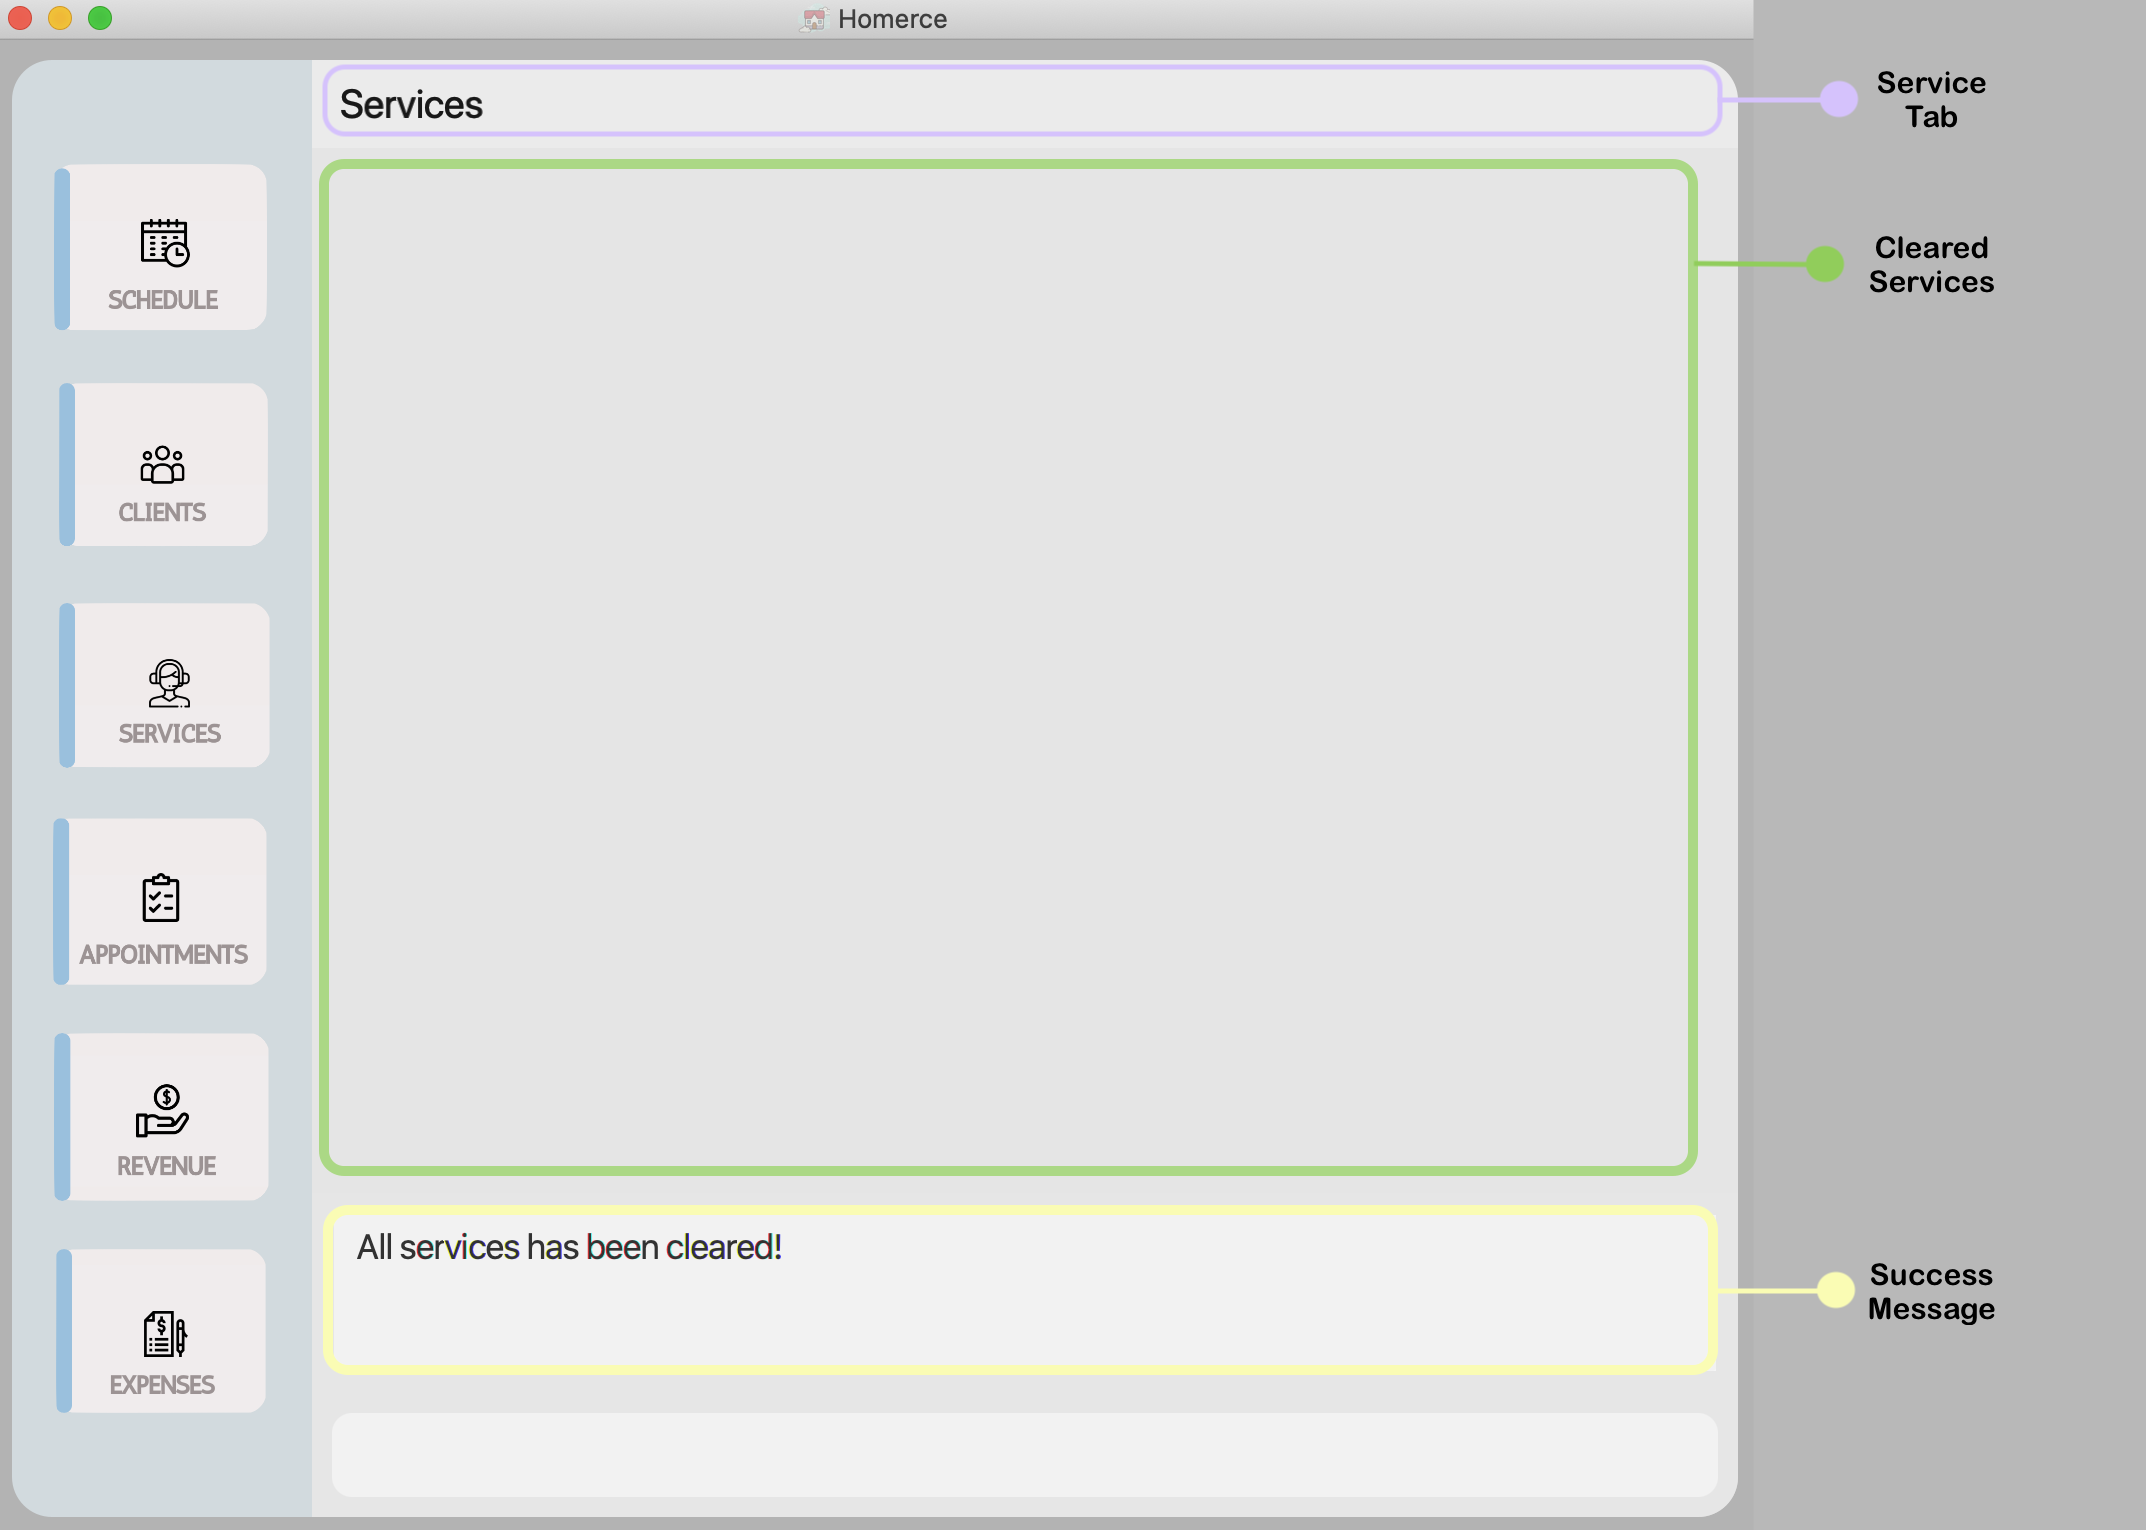 Homerce
Services
Service
Tab
SCHEDULE
Cleared
Services
CLIENTS
SERVICES
APPOINTMENTS
REVENUE
All services has been cleared!
Success
Message
EXPENSES